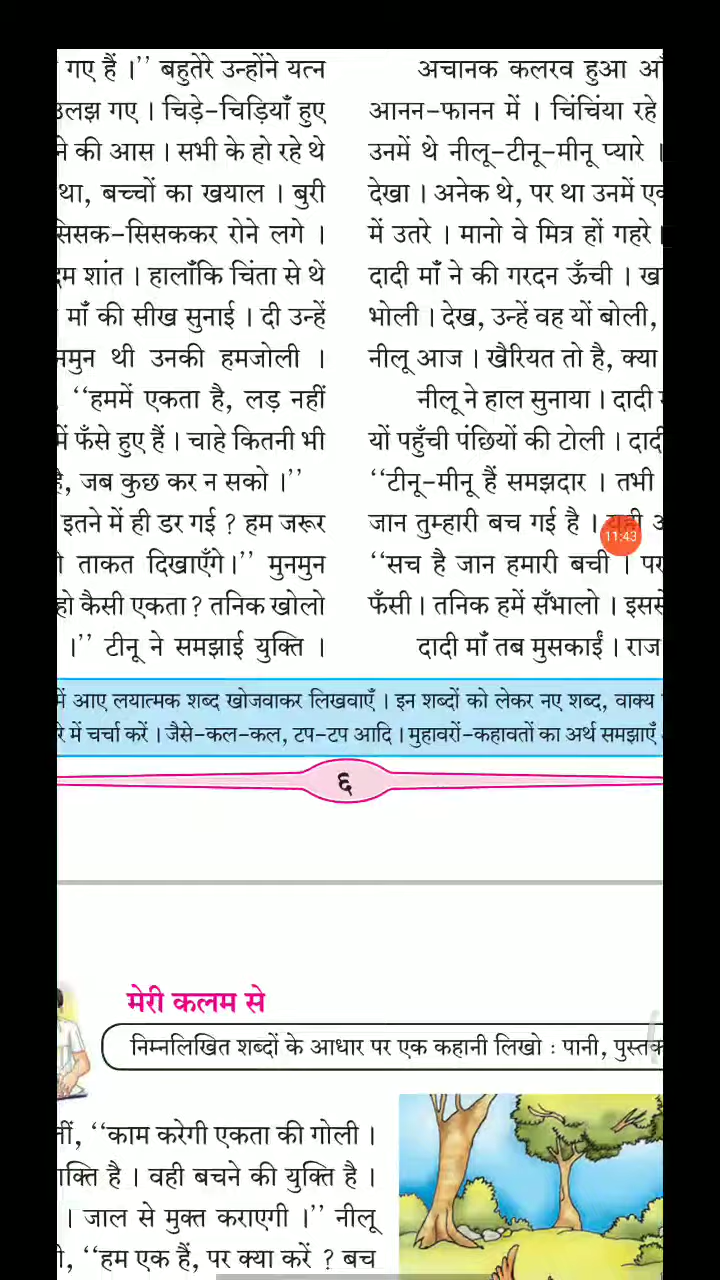 गए हैं ।’’ बहुतेरे उन्होंने यत्न
उलझ गए । चिड़े-चिड़ियाँ हुए
ने की आस । सभी के हो रहे थे
था, बच्चों का खयाल । बुरी
सिसक-सिसककर रोने लगे ।
शांत । हालाँकि चिंता से थे
माँ की सीख सुनाई । दी उन्हें
नमुन थी उनकी हमजोली ।
‘‘हममें एकता है, लड़ नहीं
में फँसे हुए हैं । चाहे कितनी भी
है, जब कुछ कर न सको ।’’
इतने में ही डर गई ? हम जरूर
ताकत दिखाएँगे।’’ मुनमुन
हो कैसी एकता ? तनिक खोलो
।’’ टीनू ने समझाई युक्ति ।
अचानक कलरव हुआ
आनन-फानन में । चिंचिंया रहे
उनमें थे नीलू-टीनू-मीनू प्यारे ।
देखा । अनेक थे, पर था उनमें
में उतरे । मानो वे मित्र हों गहरे
दादी माँ ने की गरदन ऊँची ।
भोली । देख, उन्हें वह यों बोली,
नीलू आज । खैरियत तो है, क्या
नीलू ने हाल सुनाया । दादी
यों पहुँची पंछियों की टोली । दादी
‘‘टीनू-मीनू हैं समझदार । तभी
जान तुम्हारी बच गई है ।
11:43
‘‘सच है जान हमारी बची । पर
फँसी । तनिक हमें सँभालो । इससे
दादी माँ तब मुसकाईं । राज
में आए लयात्मक शब्द खोजवाकर लिखवाएँ । इन शब्दों को लेकर नए शब्द, वाक्य
रे में चर्चा करें । जैसे-कल-कल, टप-टप आदि । मुहावरों-कहावतों का अर्थ समझाएँ
६
मेरी कलम से
निम्नलिखित शब्दों के आधार पर एक कहानी लिखो : पानी, पुस्तक
‘‘काम करेगी एकता की गोली ।
है । वही बचने की युक्ति है ।
। जाल से मुक्त कराएगी ।’’ नीलू
‘‘हम एक हैं, पर क्या करें ? बच